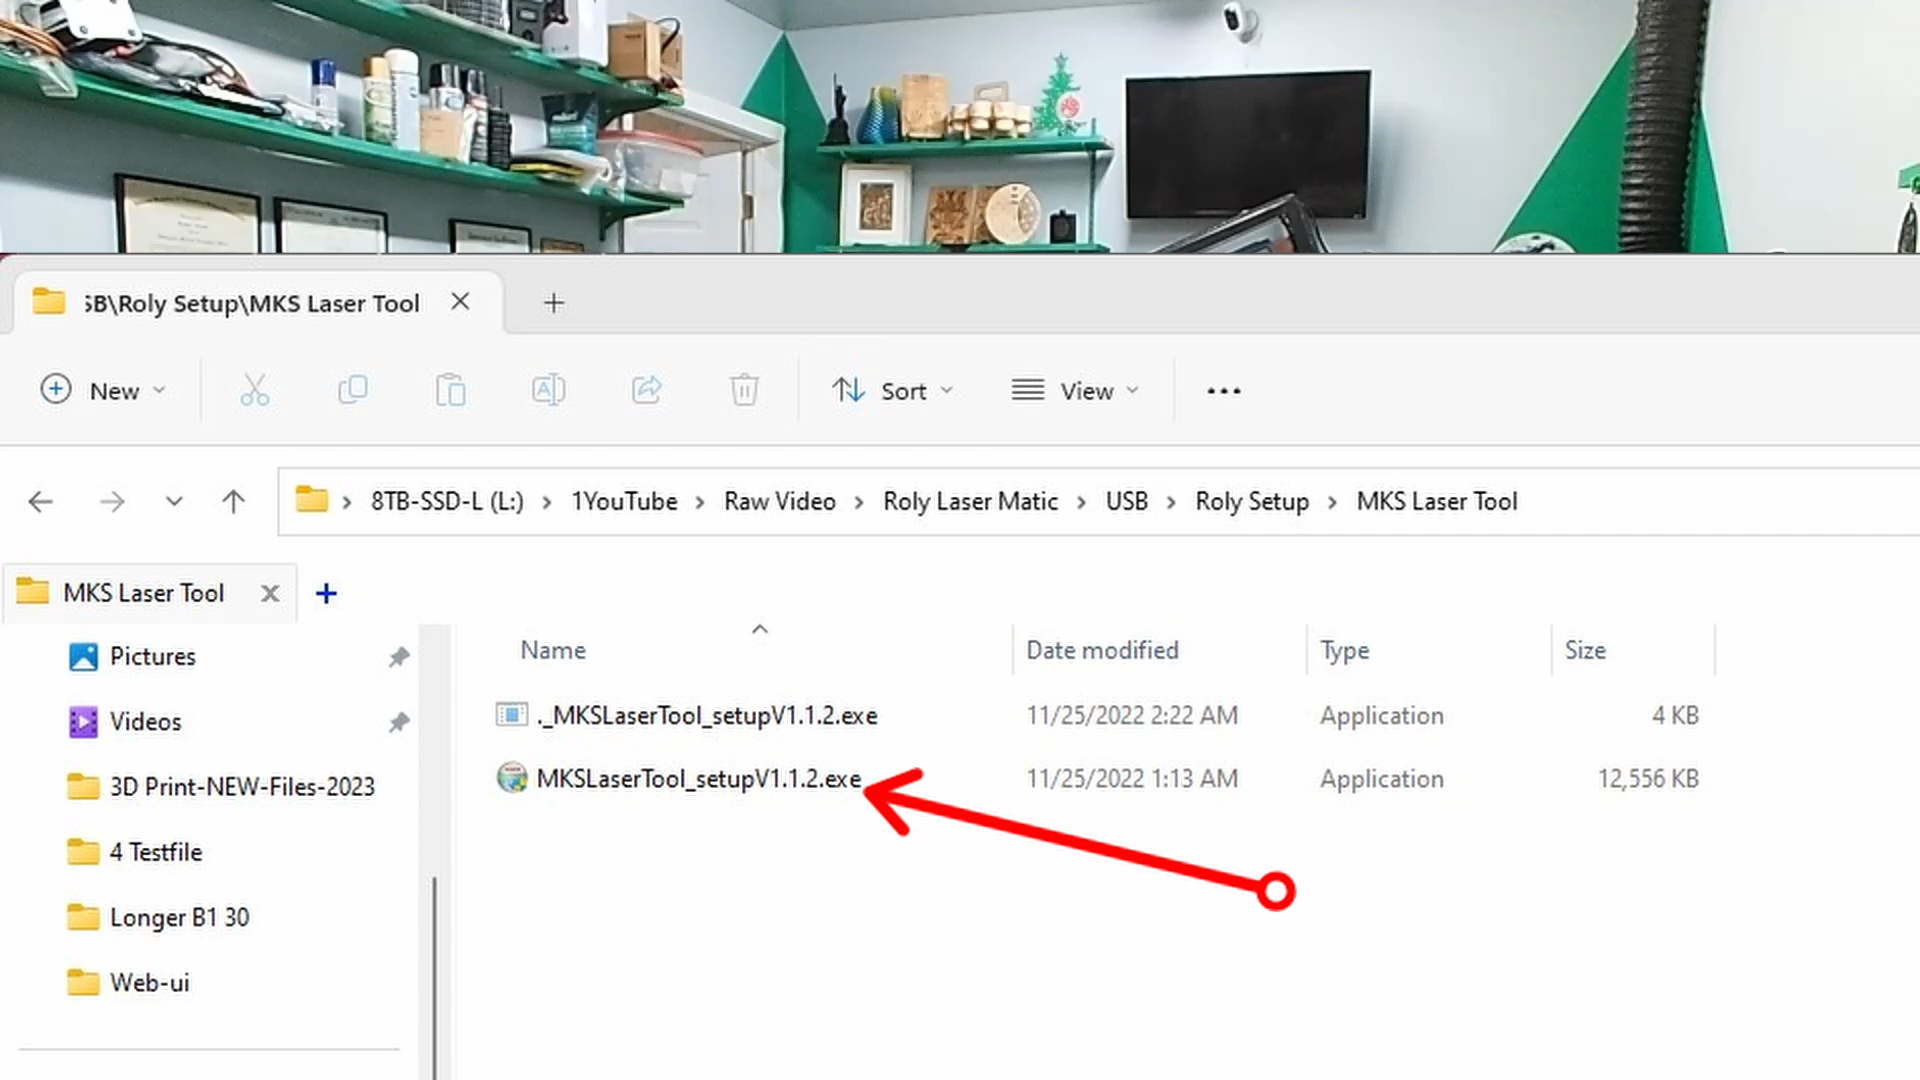 SB\Roly Setup\MKS Laser Tool
New
Sort
View
8TB-SSD-L (L:) > 1YouTube > Raw Video > Roly Laser Matic > USB > Roly Setup > MKS Laser Tool
MKS Laser Tool
Pictures
Videos
3D Print-NEW-Files-2023
4 Testfile
Longer B1 30
Web-ui
Name Date modified Type Size
._MKSLaserTool_setupV1.1.2.exe 11/25/2022 2:22 AM Application 4 KB
MKSLaserTool_setupV1.1.2.exe 11/25/2022 1:13 AM Application 12,556 KB